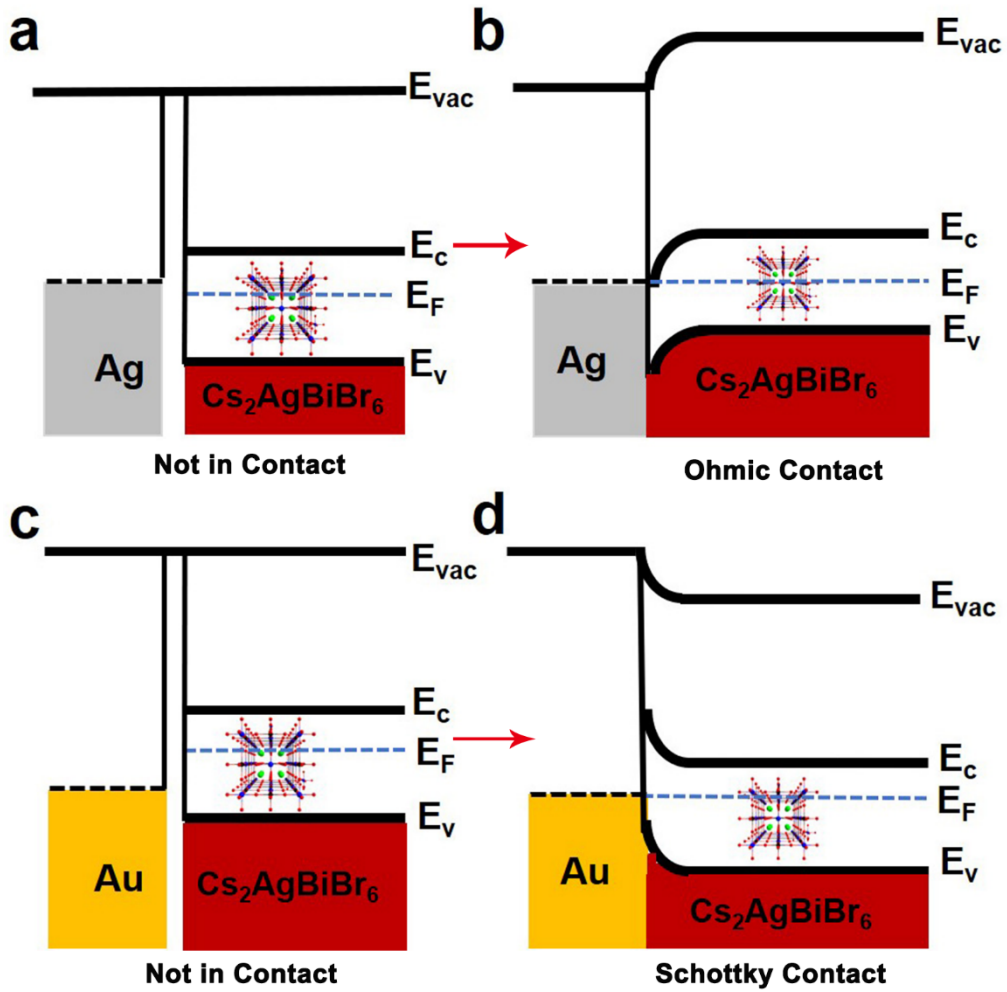 a
E_vac
E_c
E_F
E_v
Ag
Cs₂AgBiBr₆
Not in Contact
b
E_vac
E_c
E_F
E_v
Ag
Cs₂AgBiBr₆
Ohmic Contact
c
E_vac
E_c
E_F
E_v
Au
Cs₂AgBiBr₆
Not in Contact
d
E_vac
E_c
E_F
E_v
Au
Cs₂AgBiBr₆
Schottky Contact